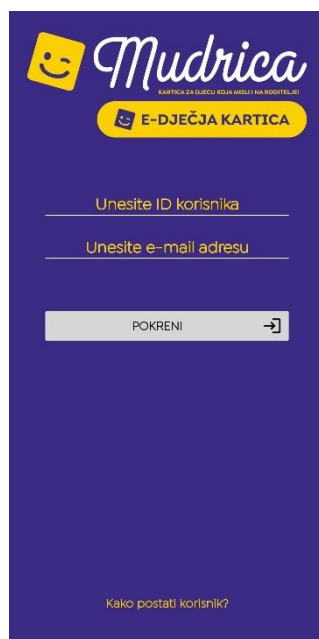 Mudrica
KARTICA ZA DJECU KOJA MISLI I NA RODITELJE!
E-DJEČJA KARTICA
Unesite ID korisnika
Unesite e-mail adresu
POKRENI
Kako postati korisnik?